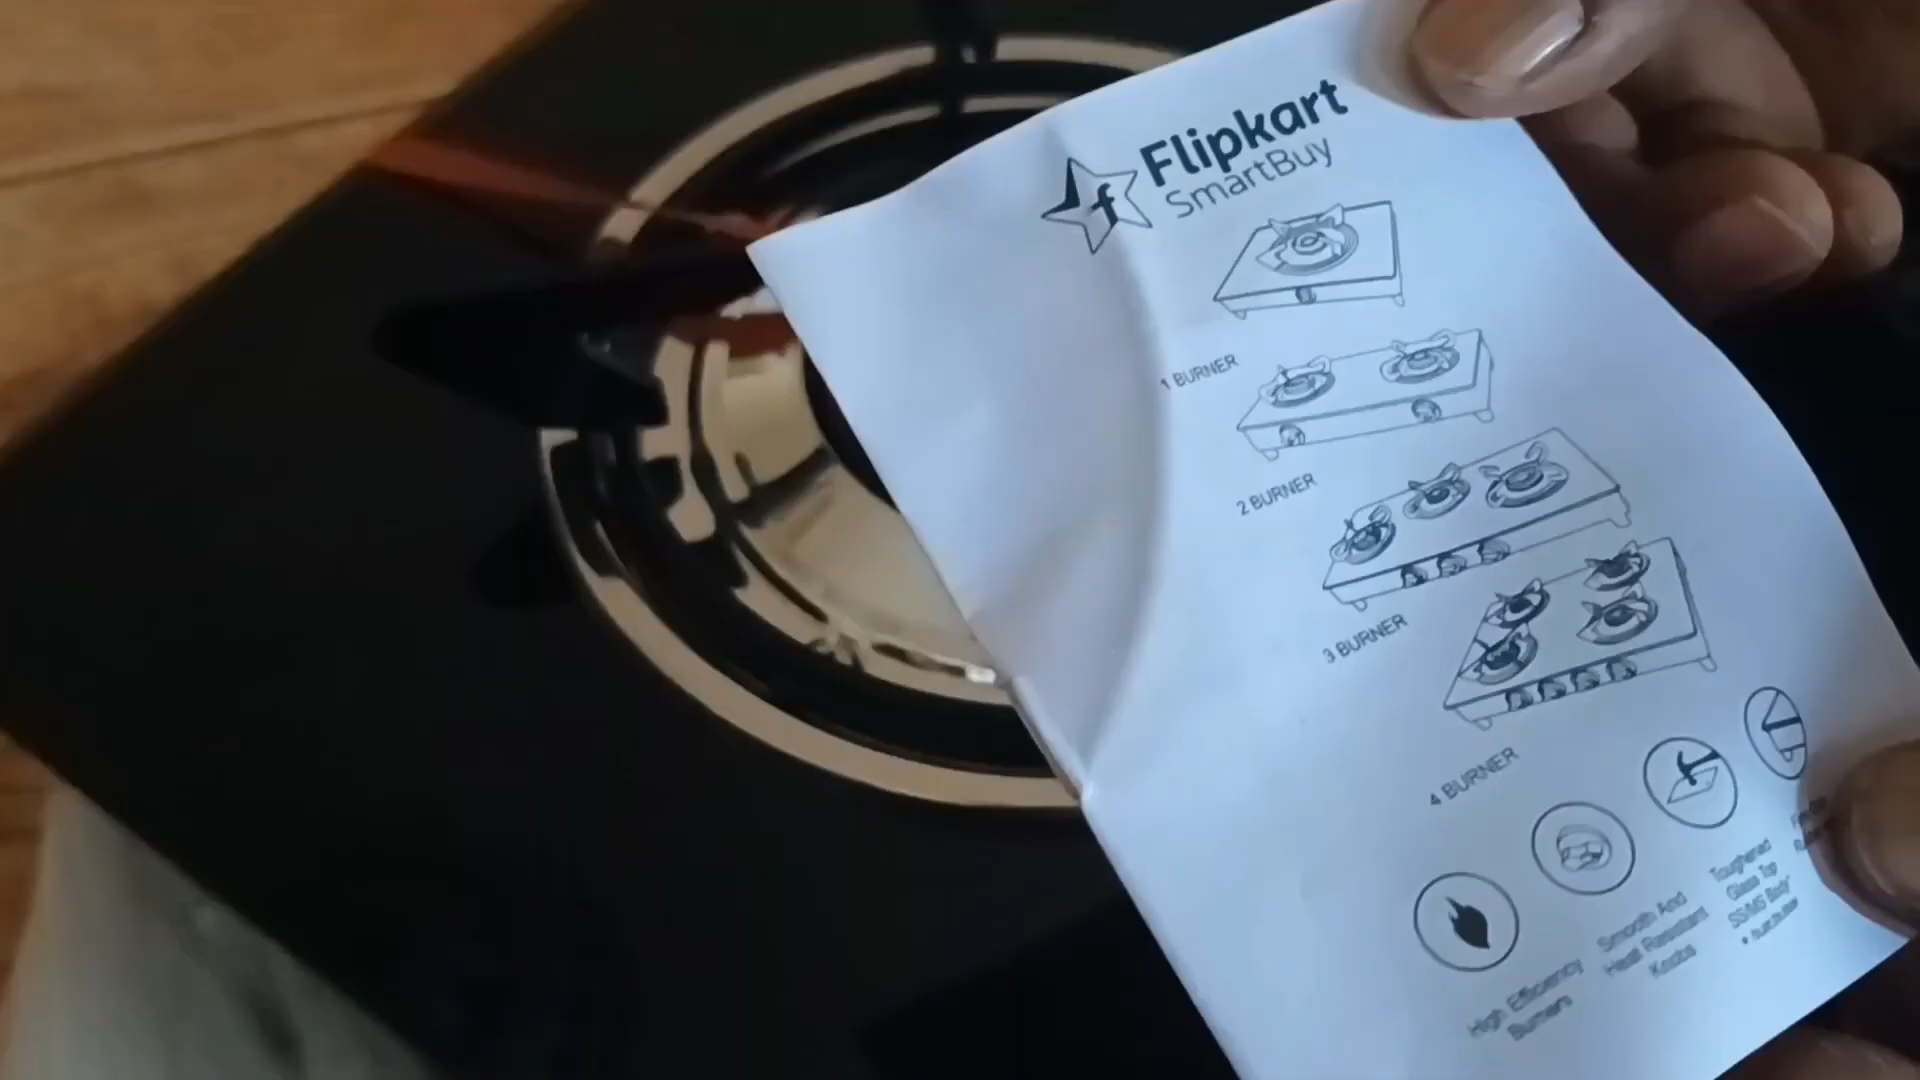 Flipkart
SmartBuy
1 BURNER
2 BURNER
3 BURNER
4 BURNER
High Efficiency
Burners
Smooth And
Heat Resistant
Knobs
Toughened
Glass Top
SS/MS Body*